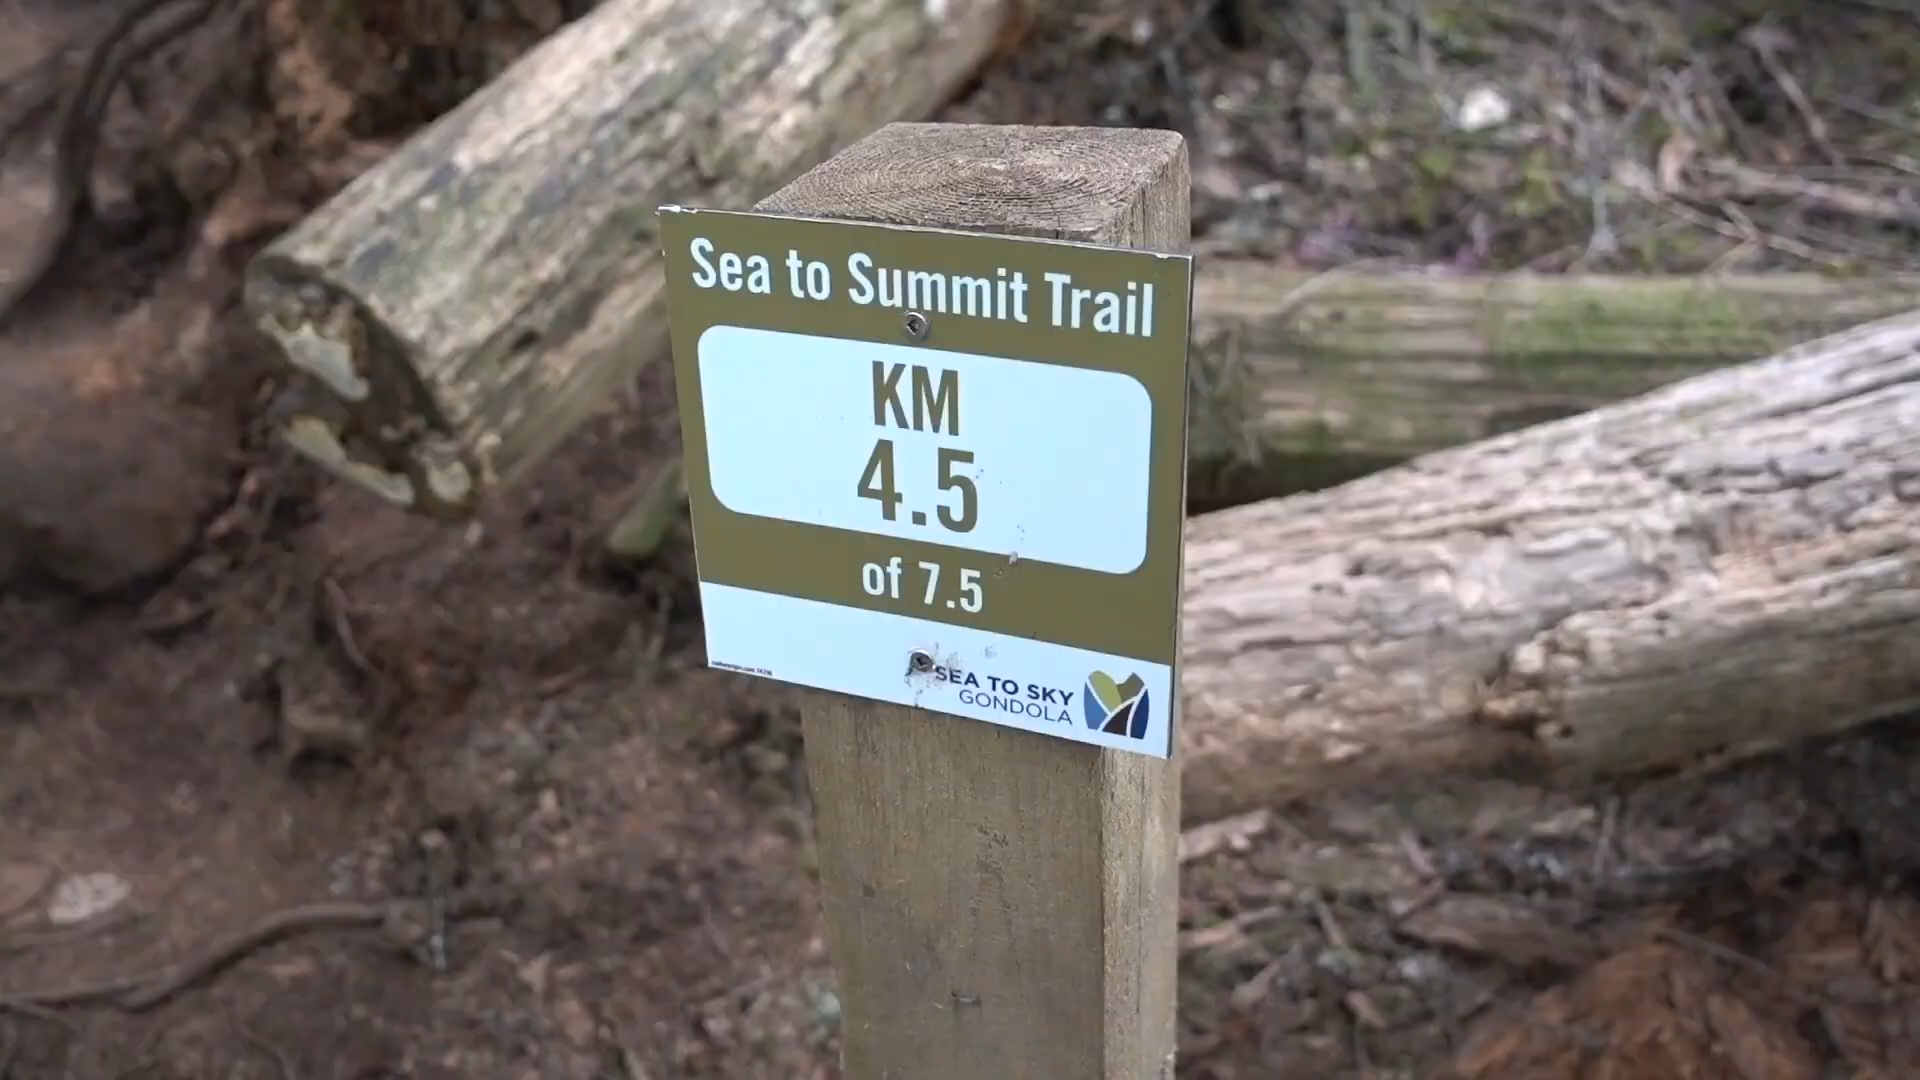 Sea to Summit Trail
KM
4.5
of 7.5
SEA TO SKY
GONDOLA